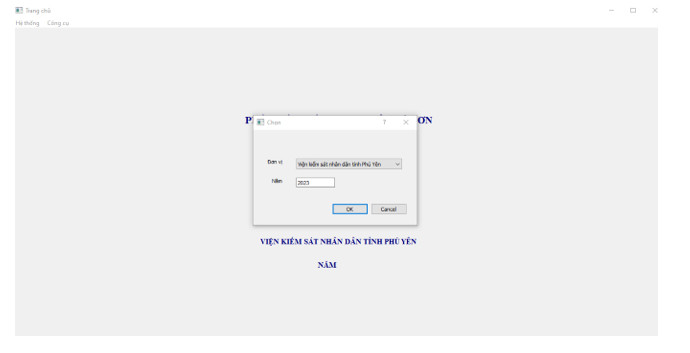 Trang chủ
Hệ thống Công cụ
ƠN
Chọn
Đơn vị
Viện kiểm sát nhân dân tỉnh Phú Yên
Năm
2023
OK Cancel
VIỆN KIỂM SÁT NHÂN DÂN TỈNH PHÚ YÊN
NĂM